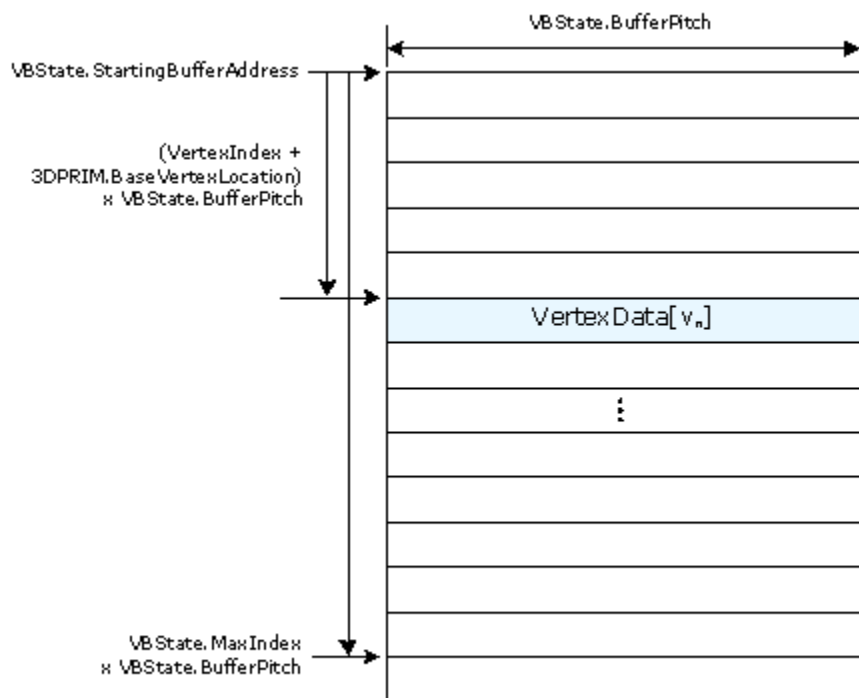 VBState.BufferPitch
VBState.StartingBufferAddress
(VertexIndex +
3DPRIM.BaseVertexLocation)
x VBState.BufferPitch
VertexData[vₙ]
⋮
VBState.MaxIndex
x VBState.BufferPitch